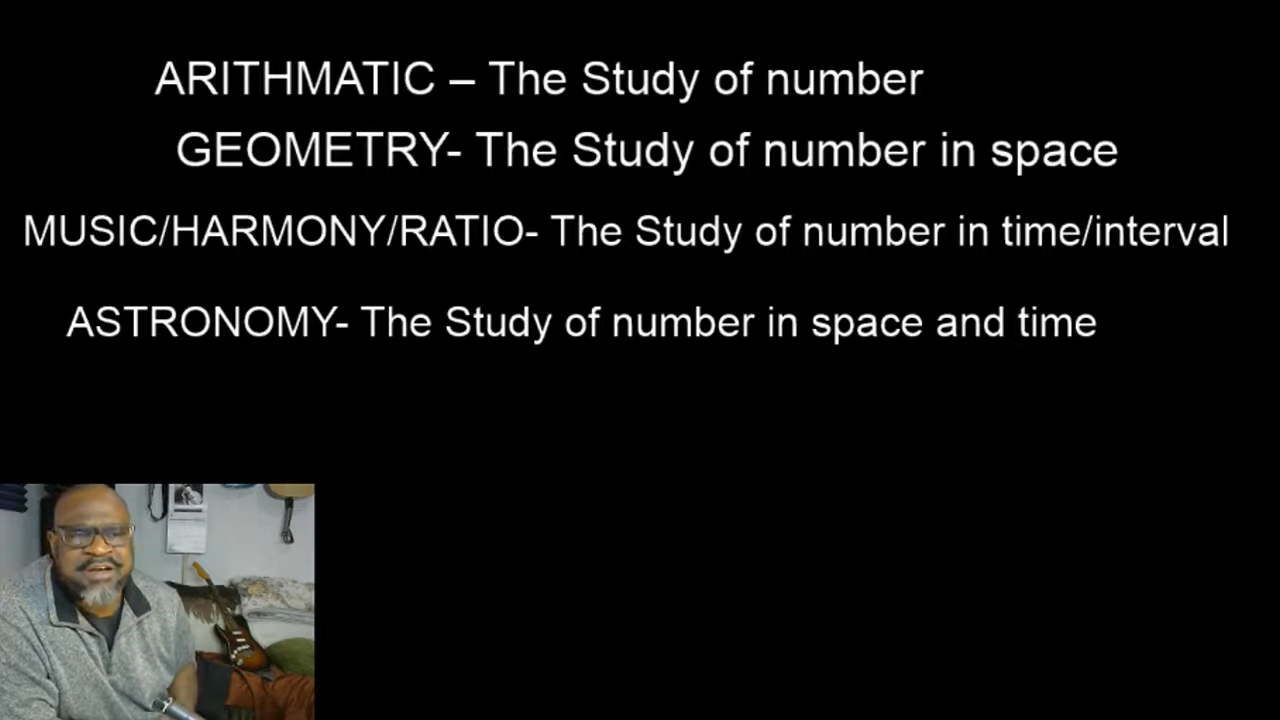 ARITHMATIC – The Study of number
GEOMETRY- The Study of number in space
MUSIC/HARMONY/RATIO- The Study of number in time/interval
ASTRONOMY- The Study of number in space and time